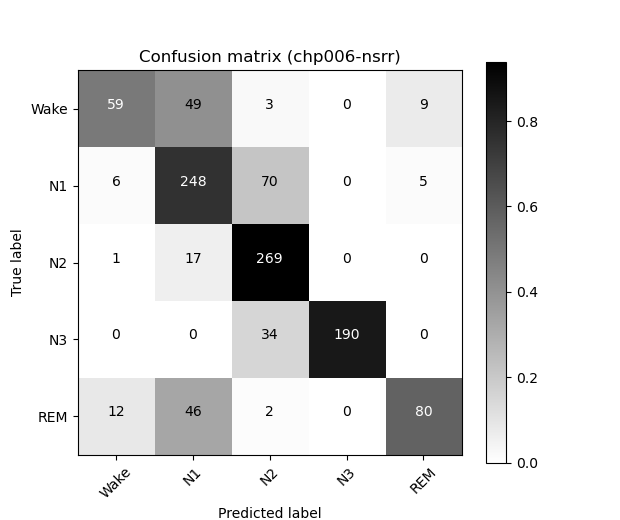 Confusion matrix (chp006-nsrr)
True label
Wake 59 49 3 0 9
N1 6 248 70 0 5
N2 1 17 269 0 0
N3 0 0 34 190 0
REM 12 46 2 0 80
Wake N1 N2 N3 REM
Predicted label
0.8
0.6
0.4
0.2
0.0